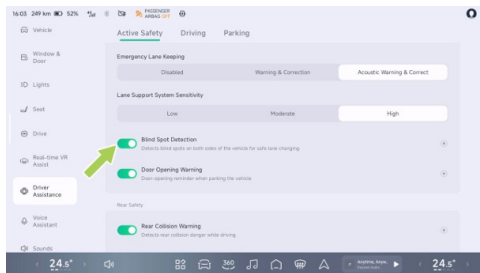 16:03 249 km 52%
PASSENGER
AIRBAG OFF
Vehicle
Window &
Door
Lights
Seat
Drive
Real-time VR
Assist
Driver
Assistance
Voice
Assistant
Sounds
Active Safety Driving Parking
Emergency Lane Keeping
Disabled Warning & Correction Acoustic Warning & Correct
Lane Support System Sensitivity
Low Moderate High
Blind Spot Detection
Detects blind spots on both sides of the vehicle for safe lane changing
Door Opening Warning
Door-opening reminder when parking the vehicle
Rear Safety
Rear Collision Warning
Detects rear collision danger while driving
24.5° 360 24.5°